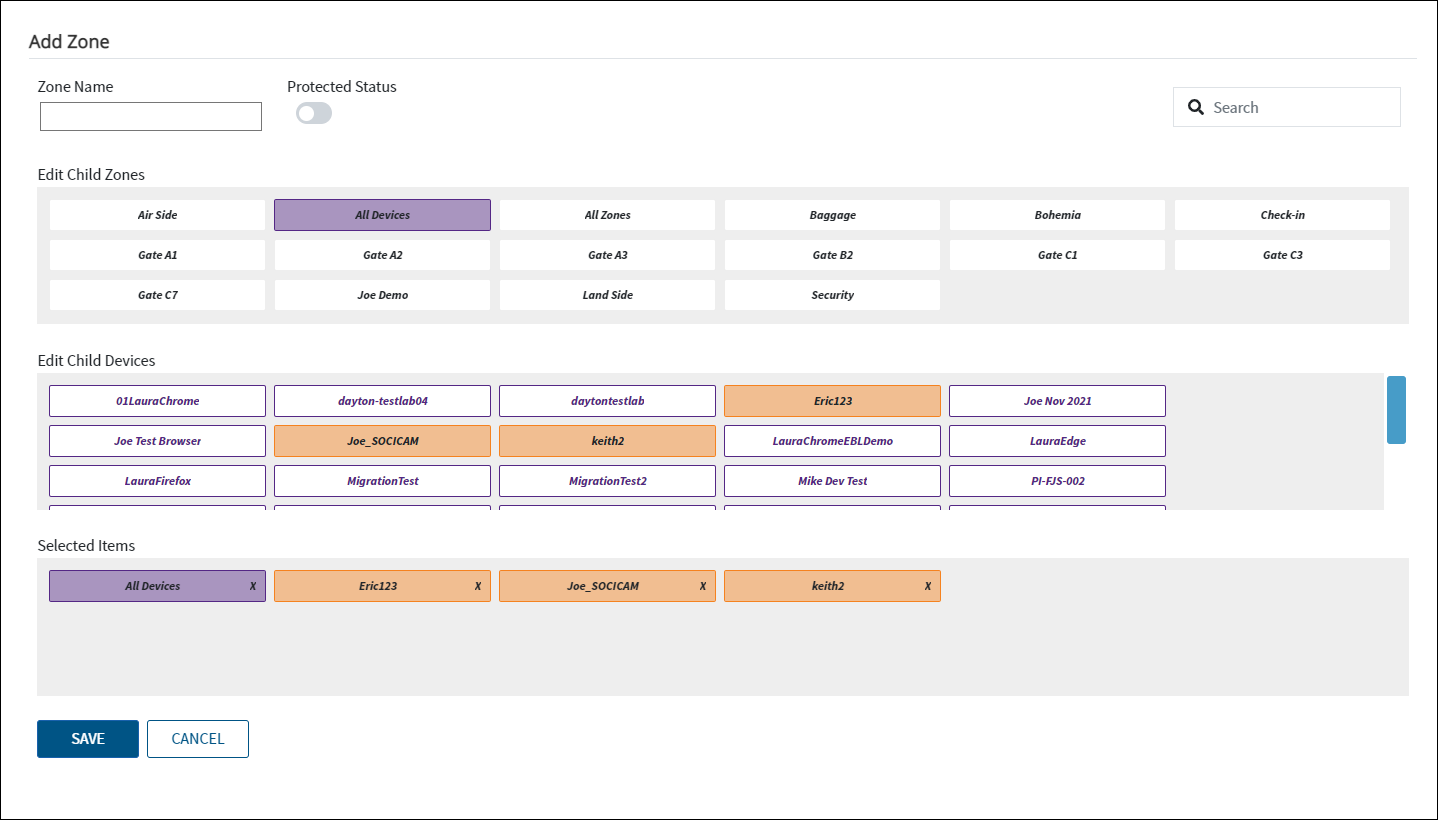 Add Zone
Zone Name Protected Status
Search
Edit Child Zones
Air Side All Devices All Zones Baggage Bohemia Check-in
Gate A1 Gate A2 Gate A3 Gate B2 Gate C1 Gate C3
Gate C7 Joe Demo Land Side Security
Edit Child Devices
01LauraChrome dayton-testlab04 daytontestlab Eric123 Joe Nov 2021
Joe Test Browser Joe_SOCICAM keith2 LauraChromeEBLDemo LauraEdge
LauraFirefox MigrationTest MigrationTest2 Mike Dev Test PI-FJS-002
Selected Items
All Devices X Eric123 X Joe_SOCICAM X keith2 X
SAVE CANCEL